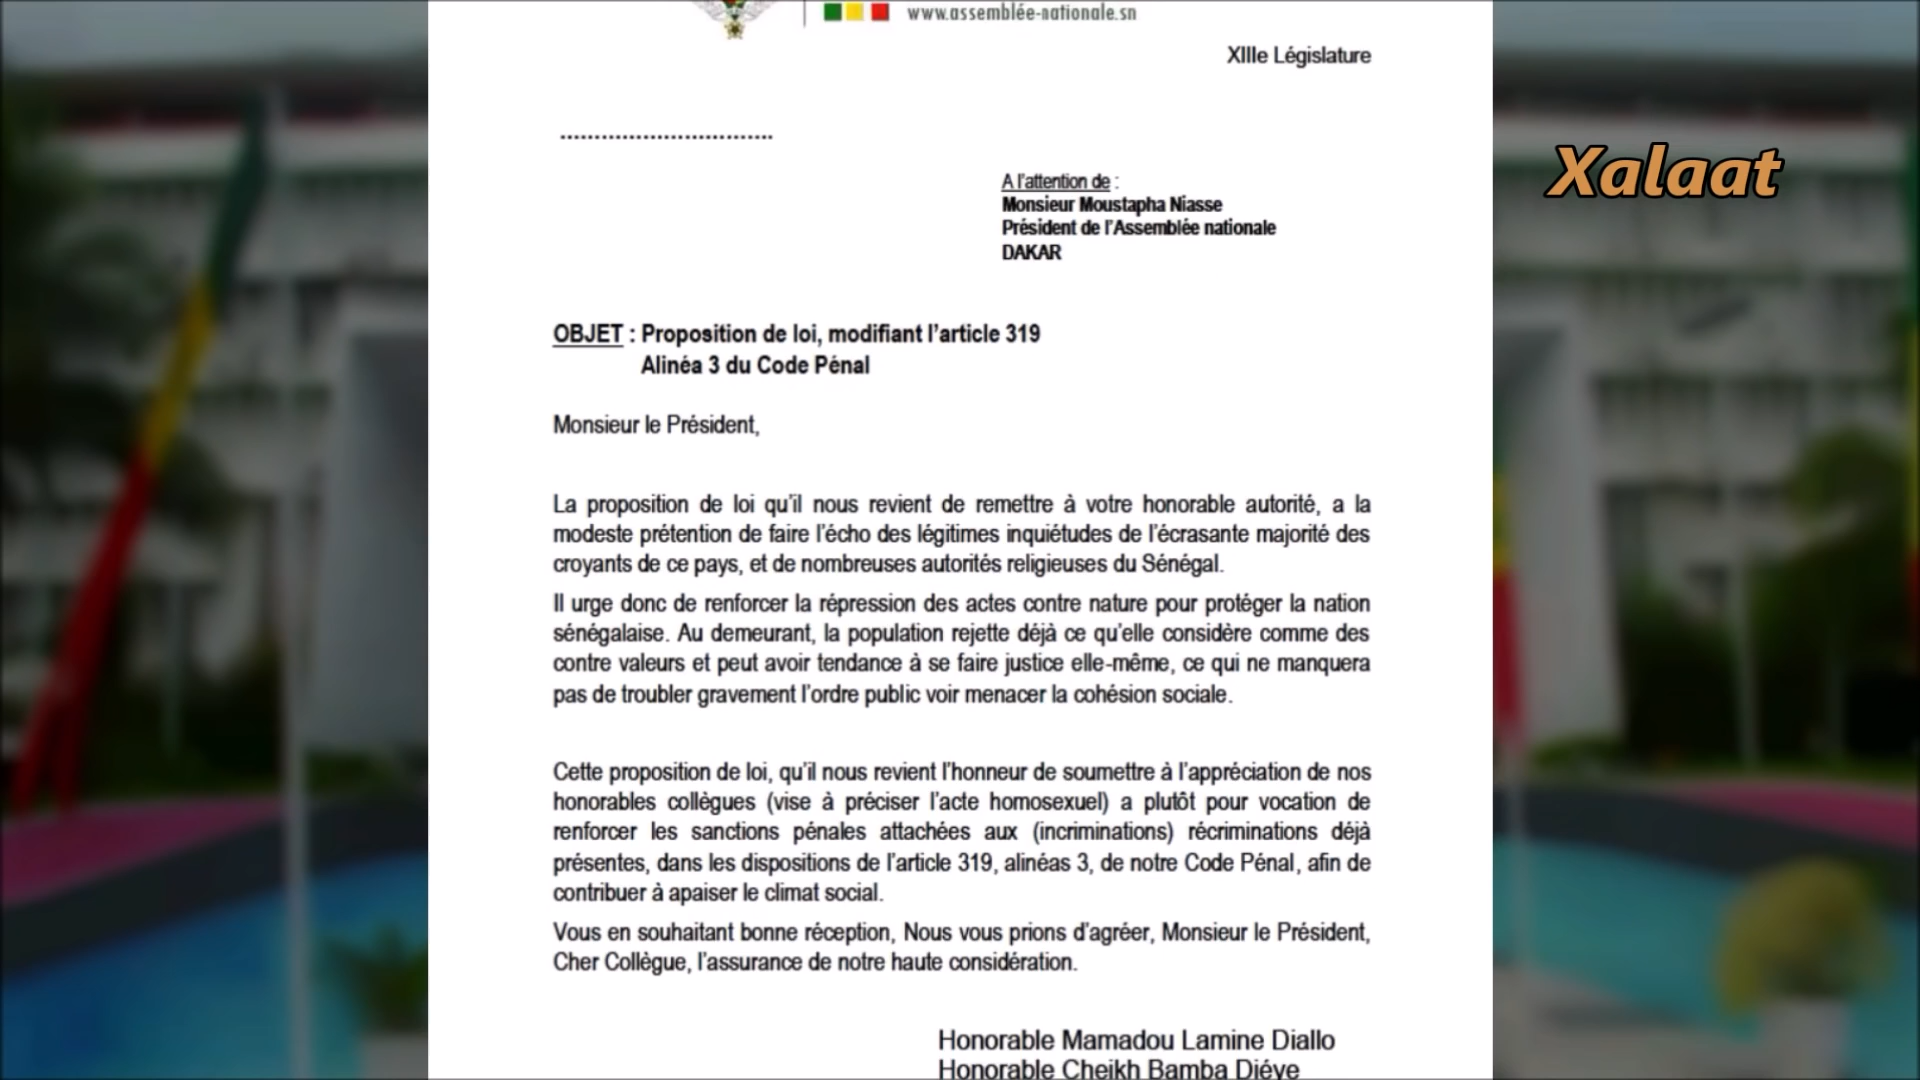 www.assemblée-nationale.sn
XIIIe Législature
Xalaat
...............................
A l'attention de :
Monsieur Moustapha Niasse
Président de l'Assemblée nationale
DAKAR
OBJET : Proposition de loi, modifiant l'article 319
Alinéa 3 du Code Pénal
Monsieur le Président,
La proposition de loi qu'il nous revient de remettre à votre honorable autorité, a la
modeste prétention de faire l'écho des légitimes inquiétudes de l'écrasante majorité des
croyants de ce pays, et de nombreuses autorités religieuses du Sénégal.
Il urge donc de renforcer la répression des actes contre nature pour protéger la nation
sénégalaise. Au demeurant, la population rejette déjà ce qu'elle considère comme des
contre valeurs et peut avoir tendance à se faire justice elle-même, ce qui ne manquera
pas de troubler gravement l'ordre public voir menacer la cohésion sociale.
Cette proposition de loi, qu'il nous revient l'honneur de soumettre à l'appréciation de nos
honorables collègues (vise à préciser l'acte homosexuel) a plutôt pour vocation de
renforcer les sanctions pénales attachées aux (incriminations) récriminations déjà
présentes, dans les dispositions de l'article 319, alinéas 3, de notre Code Pénal, afin de
contribuer à apaiser le climat social.
Vous en souhaitant bonne réception, Nous vous prions d'agréer, Monsieur le Président,
Cher Collègue, l'assurance de notre haute considération.
Honorable Mamadou Lamine Diallo
Honorable Cheikh Bamba Diéye